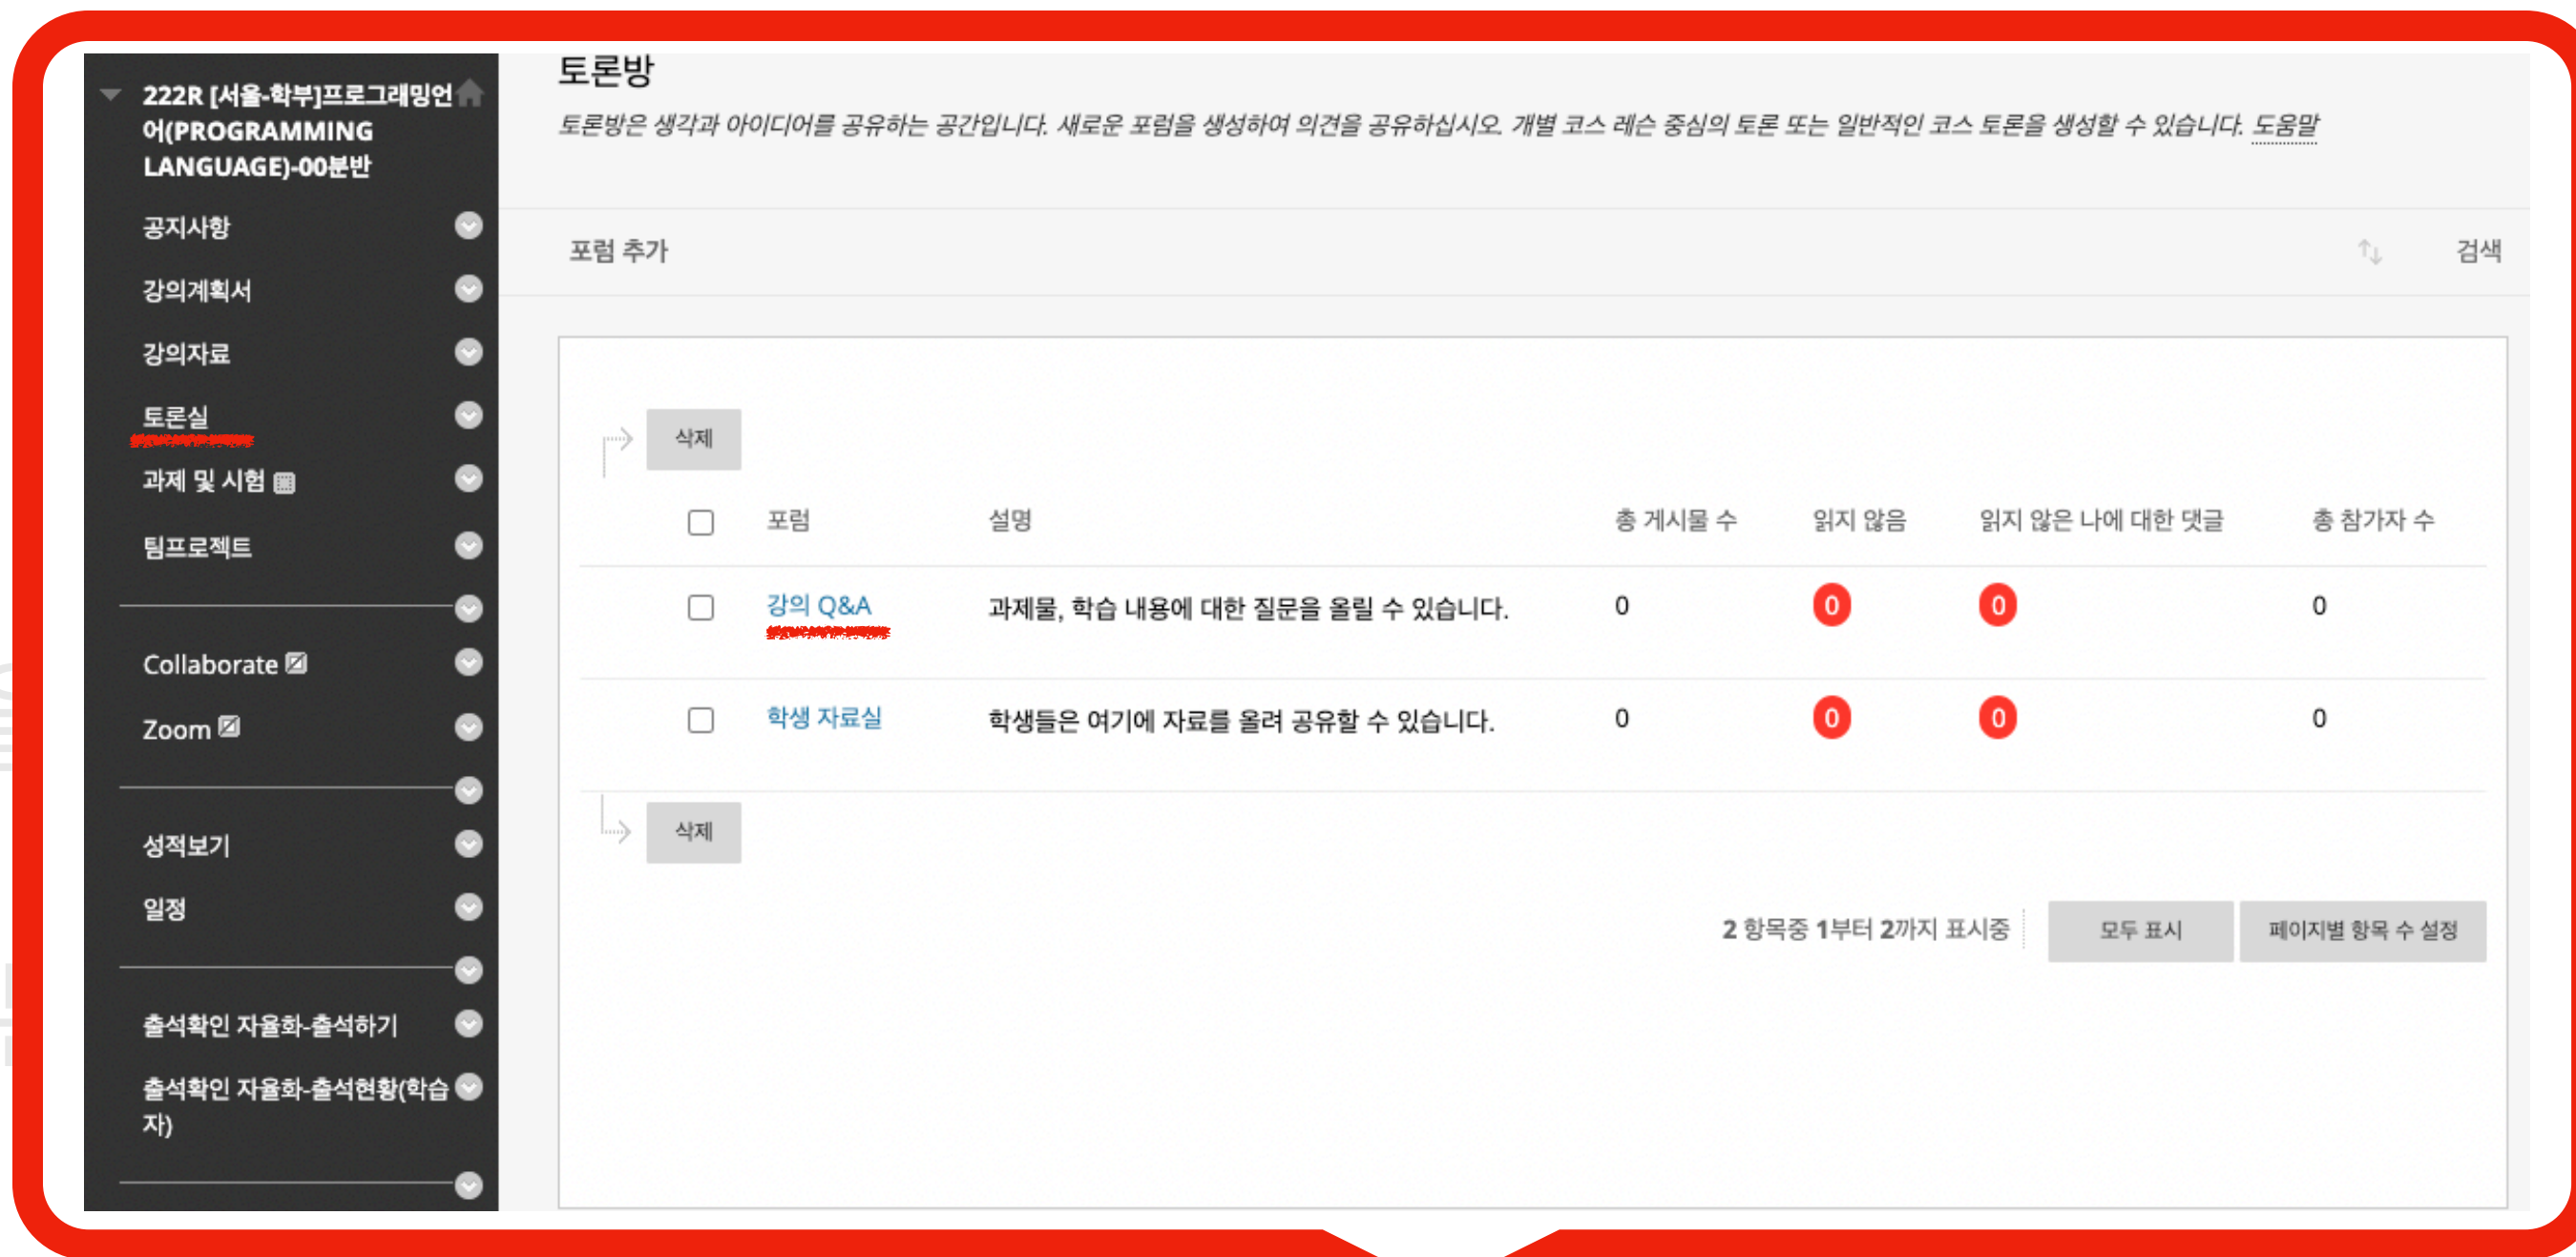 222R [서울-학부]프로그래밍언
어(PROGRAMMING
LANGUAGE)-00분반
공지사항
강의계획서
강의자료
토론실
과제 및 시험
팀프로젝트
Collaborate
Zoom
성적보기
일정
출석확인 자율화-출석하기
출석확인 자율화-출석현황(학습
자)
토론방
토론방은 생각과 아이디어를 공유하는 공간입니다. 새로운 포럼을 생성하여 의견을 공유하십시오. 개별 코스 레슨 중심의 토론 또는 일반적인 코스 토론을 생성할 수 있습니다. 도움말
포럼 추가 검색
삭제
포럼 설명 총 게시물 수 읽지 않음 읽지 않은 나에 대한 댓글 총 참가자 수
강의 Q&A 과제물, 학습 내용에 대한 질문을 올릴 수 있습니다. 0 0 0 0
학생 자료실 학생들은 여기에 자료를 올려 공유할 수 있습니다. 0 0 0 0
삭제
2 항목중 1부터 2까지 표시중 모두 표시 페이지별 항목 수 설정